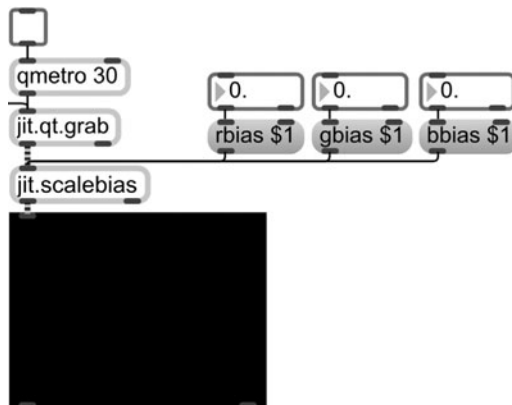 qmetro 30
0. 0. 0.
jit.qt.grab
rbias $1 gbias $1 bbias $1
jit.scalebias